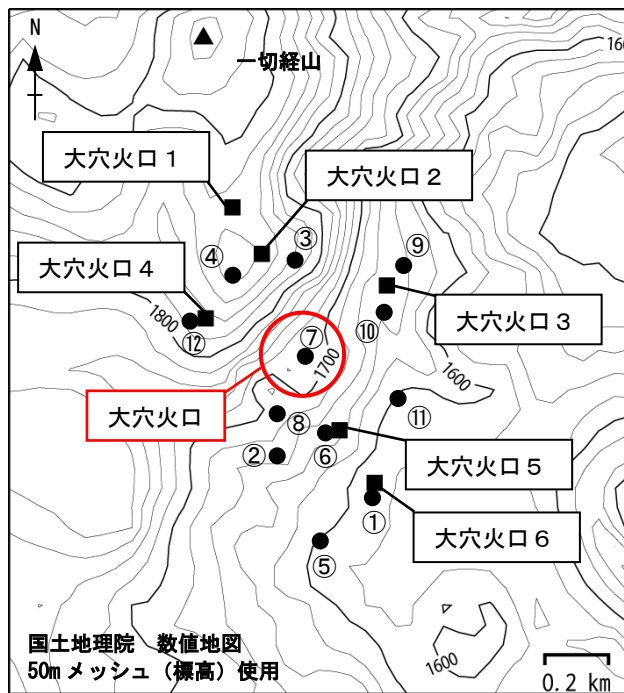 N
一切経山
160
大穴火口1
大穴火口2
③
⑨
④
大穴火口4
1800
⑫
大穴火口3
⑩
⑦
1700
1600
大穴火口
⑪
⑧
⑥
②
大穴火口5
①
大穴火口6
⑤
国土地理院 数値地図
50mメッシュ(標高)使用
1600
0.2 km